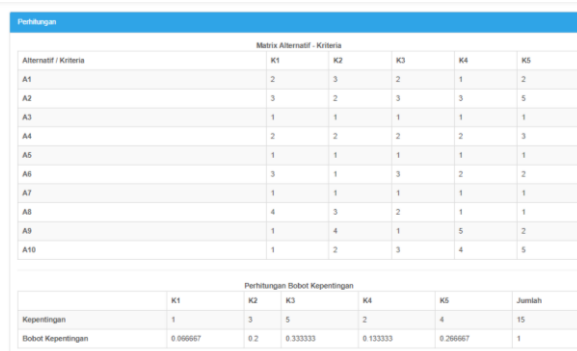 Perhitungan
Matrix Alternatif - Kriteria
Alternatif / Kriteria K1 K2 K3 K4 K5
A1 2 3 2 1 2
A2 3 2 3 3 5
A3 1 1 1 1 1
A4 2 2 2 2 3
A5 1 1 1 1 1
A6 3 1 3 2 2
A7 1 1 1 1 1
A8 4 3 2 1 1
A9 1 4 1 5 2
A10 1 2 3 4 5
Perhitungan Bobot Kepentingan
K1 K2 K3 K4 K5 Jumlah
Kepentingan 1 3 5 2 4 15
Bobot Kepentingan 0.066667 0.2 0.333333 0.133333 0.266667 1